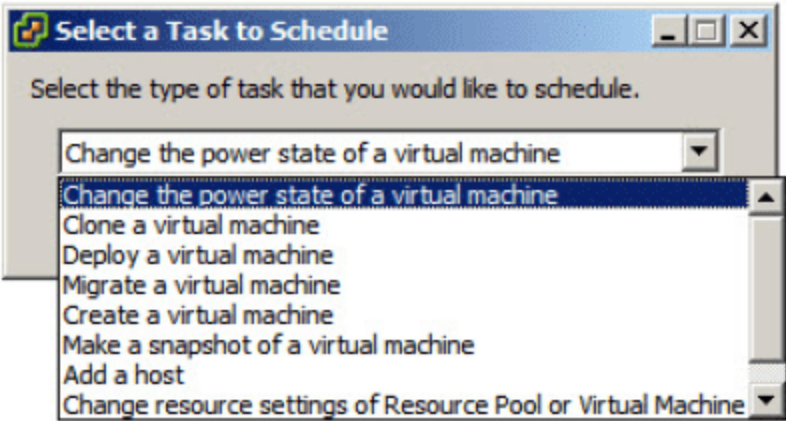 Select a Task to Schedule
Select the type of task that you would like to schedule.
Change the power state of a virtual machine
Change the power state of a virtual machine
Clone a virtual machine
Deploy a virtual machine
Migrate a virtual machine
Create a virtual machine
Make a snapshot of a virtual machine
Add a host
Change resource settings of Resource Pool or Virtual Machine